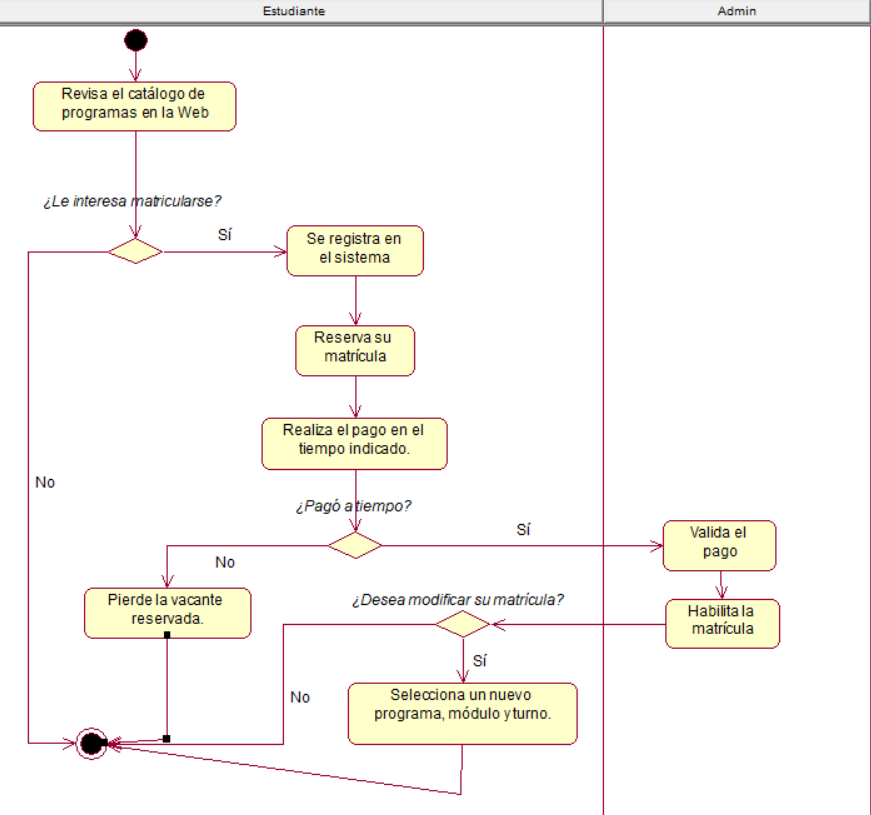 Estudiante
Admin
Revisa el catálogo de
programas en la Web
¿Le interesa matricularse?
Sí
Se registra en
el sistema
Reserva su
matrícula
Realiza el pago en el
tiempo indicado.
No
¿Pagó a tiempo?
Sí
Valida el
pago
No
Pierde la vacante
reservada.
¿Desea modificar su matrícula?
Habilita la
matrícula
Sí
No
Selecciona un nuevo
programa, módulo y turno.